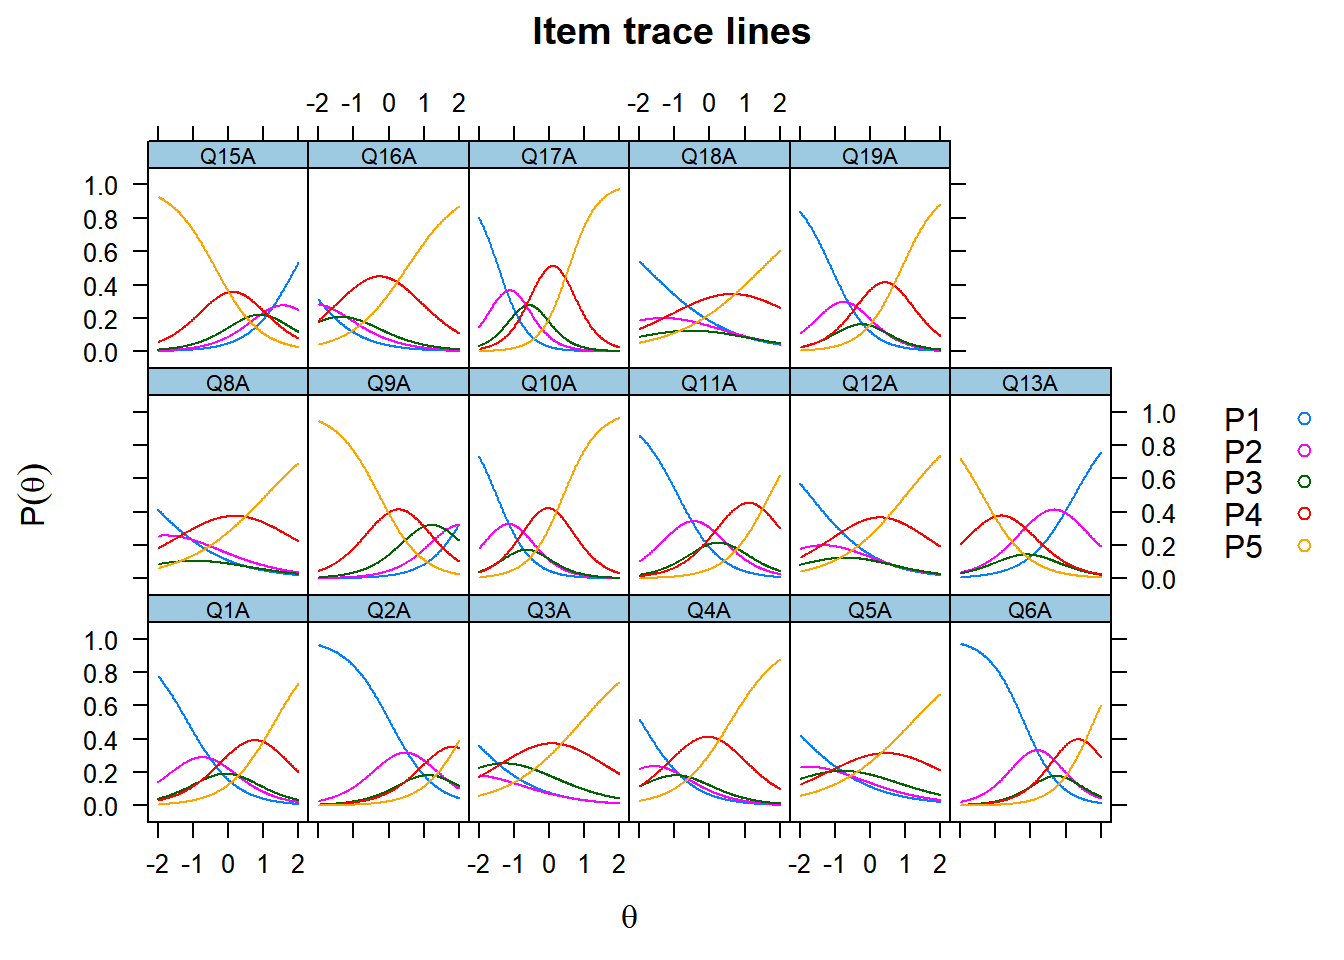 Item trace lines
-2 -1 0 1 2 -2 -1 0 1 2
Q15A Q16A Q17A Q18A Q19A
1.0
0.8
0.6
0.4
0.2
0.0
Q8A Q9A Q10A Q11A Q12A Q13A
1.0
0.8
0.6
0.4
0.2
0.0
P1
P2
P3
P4
P5
P(θ)
Q1A Q2A Q3A Q4A Q5A Q6A
1.0
0.8
0.6
0.4
0.2
0.0
-2 -1 0 1 2 -2 -1 0 1 2 -2 -1 0 1 2
θ